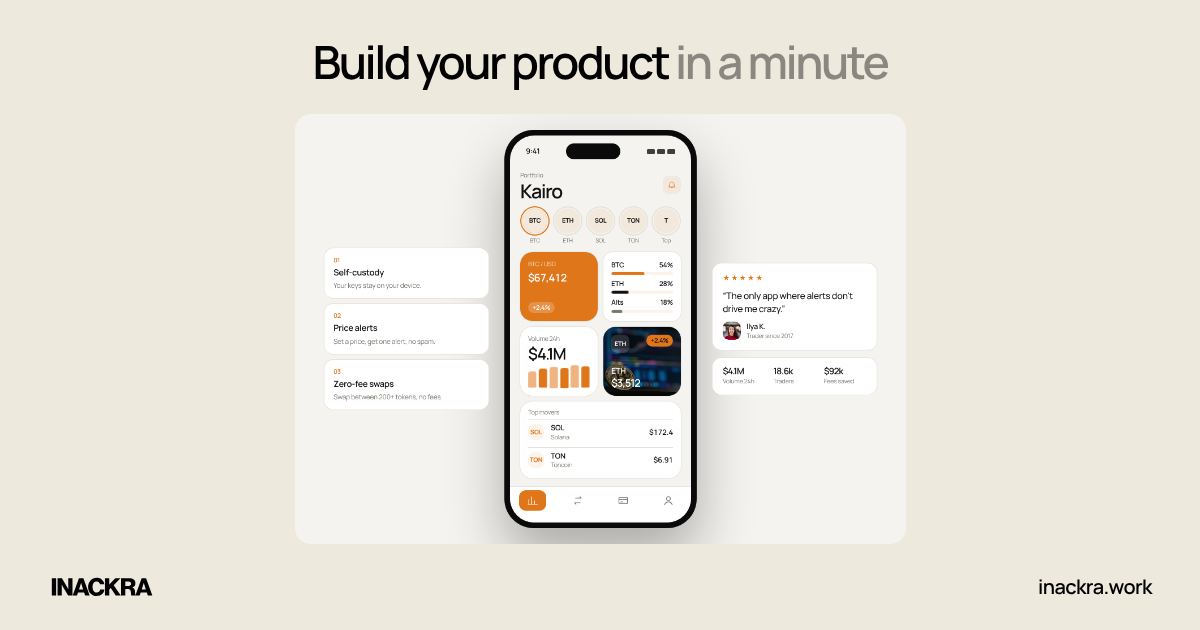 Build your product in a minute
01
Self-custody
Your keys stay on your device.
02
Price alerts
Set a price, get one alert, no spam.
03
Zero-fee swaps
Swap between 200+ tokens, no fees
9:41
Portfolio
Kairo
BTC ETH SOL TON T
BTC ETH SOL TON Top
BTC / USD
$67,412
+2.4%
BTC 54%
ETH 28%
Alts 18%
Volume 24h
$4.1M
ETH +2.4%
ETH
$3,512
Top movers
SOL SOL $172.4
Solana
TON TON $6.91
Toncoin
★★★★★
"The only app where alerts don't
drive me crazy."
Ilya K.
Trader since 2017
$4.1M 18.6k $92k
Volume 24h Traders Fees saved
INACKRA
inackra.work